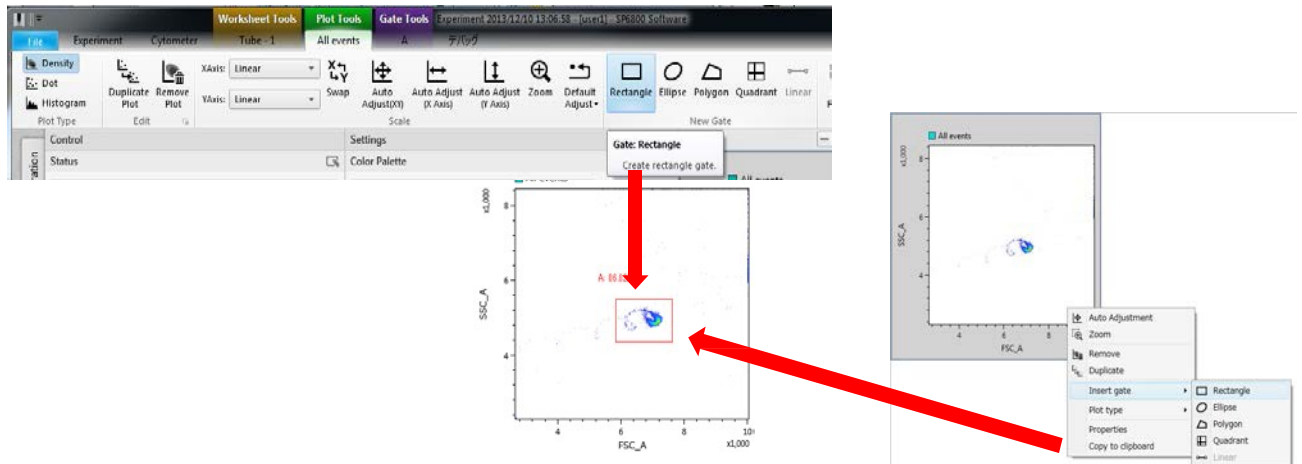 Worksheet Tools Plot Tools Gate Tools Experiment 2013/12/10 13:06:58 - [user1] - SP6800 Software
File Experiment Cytometer Tube - 1 All events A デバッグ
Density
Dot
Histogram
Plot Type
Duplicate Plot
Remove Plot
Edit
XAxis: Linear
YAxis: Linear
Swap
Auto Adjust(XY)
Auto Adjust (X Axis)
Auto Adjust (Y Axis)
Zoom
Default Adjust
Scale
Rectangle
Ellipse
Polygon
Quadrant
Linear
New Gate
Control
Settings
Status
Color Palette
Gate: Rectangle
Create rectangle gate.
All events
x1,000
8
6
4
SSC_A
4 6 8 10
FSC_A
x1,000
All events
x1,000
8
6
4
SSC_A
4 6 8
FSC_A
Auto Adjustment
Zoom
Remove
Duplicate
Insert gate
Plot type
Properties
Copy to clipboard
Rectangle
Ellipse
Polygon
Quadrant
Linear